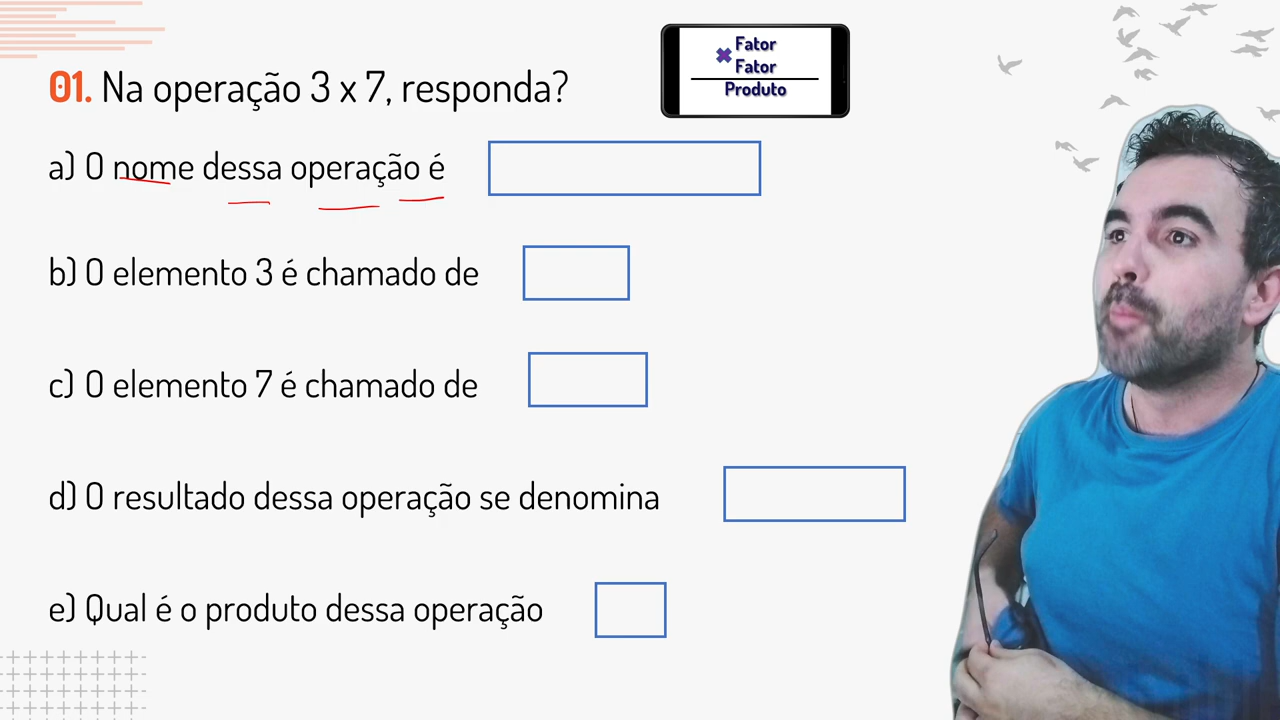 Fator
✖
Fator
Produto
01. Na operação 3 x 7, responda?
a) O nome dessa operação é
b) O elemento 3 é chamado de
c) O elemento 7 é chamado de
d) O resultado dessa operação se denomina
e) Qual é o produto dessa operação